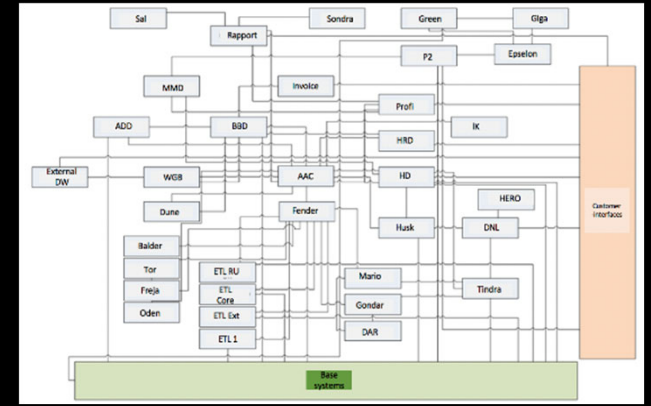 Sal
Sondra
Green
Giga
Rapport
P2
Epselon
MMD
Invoice
Profi
ADD
BBD
IK
HRD
External
DW
WGB
AAC
HD
HERO
Customer
interfaces
Dune
Fender
Husk
DNL
Balder
Tor
ETL RU
Mario
Freja
ETL
Core
Tindra
Gondar
Oden
ETL Ext
DAR
ETL 1
Base
systems